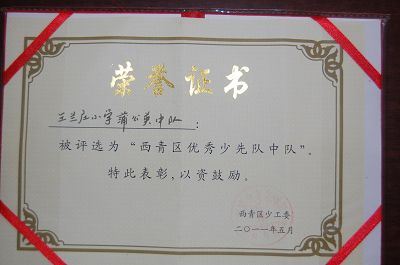 荣誉证书
王兰庄小学蒲公英中队：
被评选为“西青区优秀少先队中队”。
特此表彰,以资鼓励。
西青区少工委
二〇一一年五月